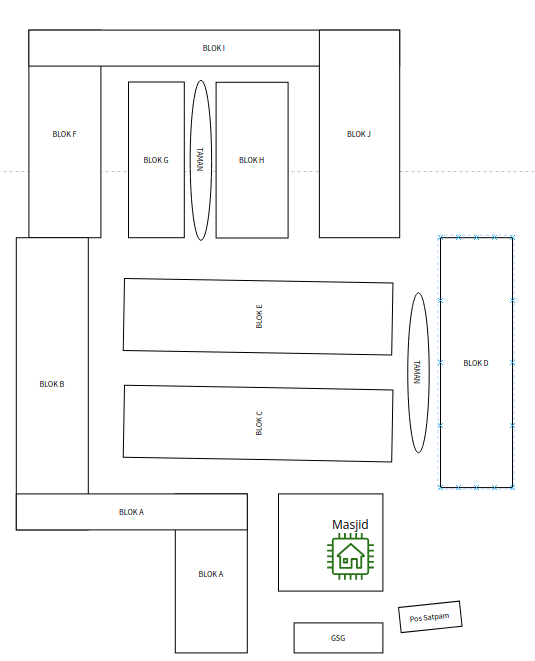 BLOK I
BLOK F
BLOK J
BLOK G
TAMAN
BLOK H
BLOK E
TAMAN
BLOK D
BLOK B
BLOK C
BLOK A
Masjid
BLOK A
Pos Satpam
GSG